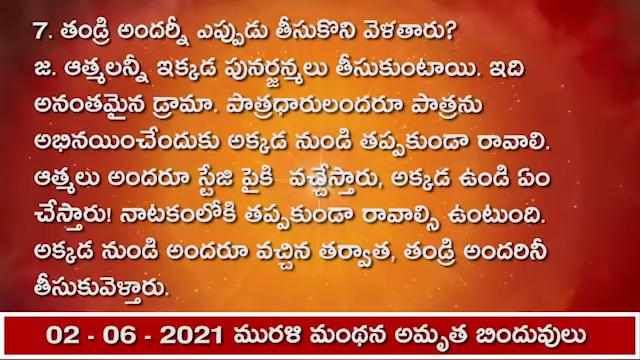 7. తండ్రి అందర్నీ ఎప్పుడు తీసుకొని వెళతారు?
జ. ఆత్మలన్నీ ఇక్కడ పునర్జన్మలు తీసుకుంటాయి. ఇది
అనంతమైన డ్రామా. పాత్రధారులందరూ పాత్రను
అభినయించేందుకు అక్కడ నుండి తప్పకుండా రావాలి.
ఆత్మలు అందరూ స్టేజి పైకి వచ్చేస్తారు, అక్కడ ఉండి ఏం
చేస్తారు! నాటకంలోకి తప్పకుండా రావాల్సి ఉంటుంది.
అక్కడ నుండి అందరూ వచ్చిన తర్వాత, తండ్రి అందరినీ
తీసుకువెళ్తారు.
02 - 06 - 2021 మురళి మంథన అమృత బిందువులు